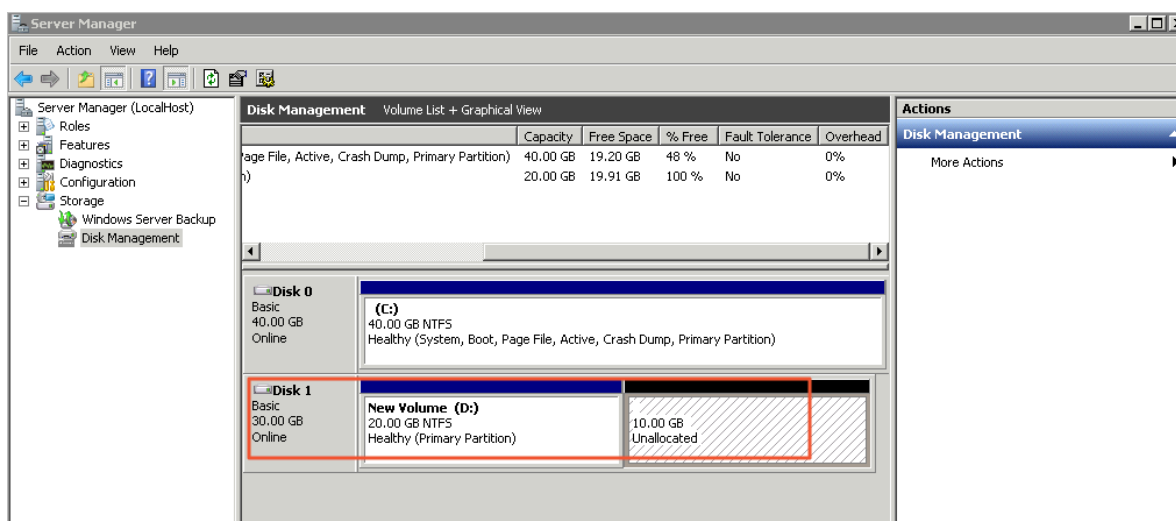 Server Manager
File Action View Help
Server Manager (LocalHost)
Roles
Features
Diagnostics
Configuration
Storage
Windows Server Backup
Disk Management
Disk Management Volume List + Graphical View
Capacity Free Space % Free Fault Tolerance Overhead
Page File, Active, Crash Dump, Primary Partition) 40.00 GB 19.20 GB 48 % No 0%
n) 20.00 GB 19.91 GB 100 % No 0%
Disk 0
Basic
40.00 GB
Online
(C:)
40.00 GB NTFS
Healthy (System, Boot, Page File, Active, Crash Dump, Primary Partition)
Disk 1
Basic
30.00 GB
Online
New Volume (D:)
20.00 GB NTFS
Healthy (Primary Partition)
10.00 GB
Unallocated
Actions
Disk Management
More Actions